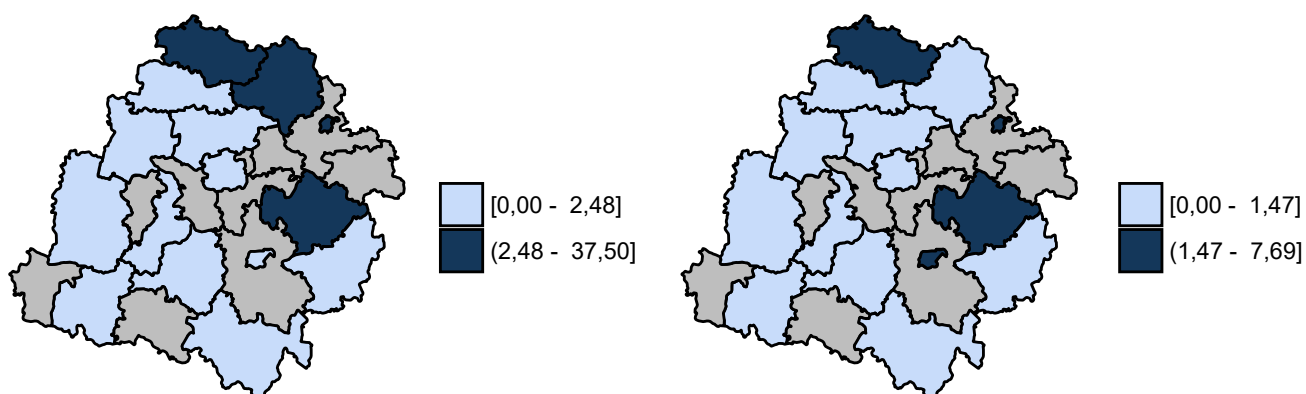 [0,00 -  2,48]
(2,48 -  37,50]
[0,00 -  1,47]
(1,47 -  7,69]